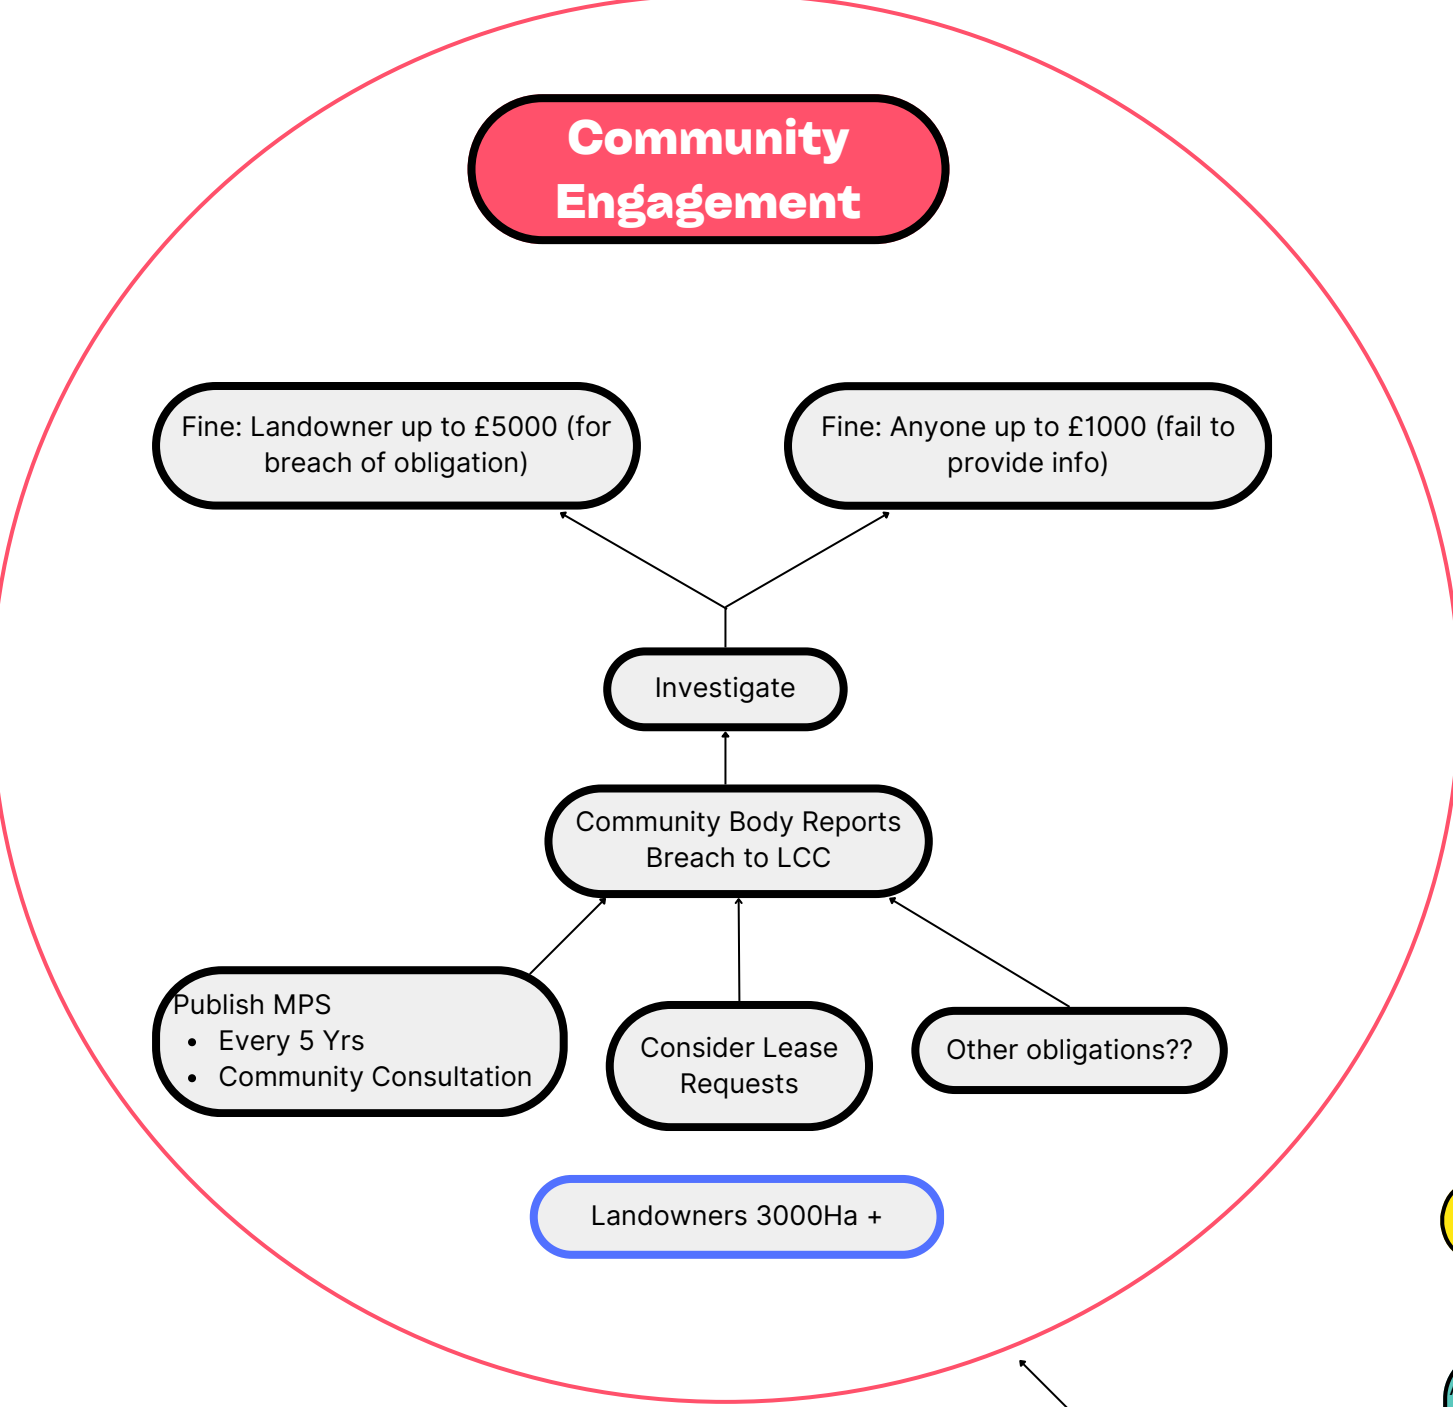 Community
Engagement
Fine: Landowner up to £5000 (for
breach of obligation)
Fine: Anyone up to £1000 (fail to
provide info)
Investigate
Community Body Reports
Breach to LCC
Publish MPS
• Every 5 Yrs
• Community Consultation
Consider Lease
Requests
Other obligations??
Landowners 3000Ha +